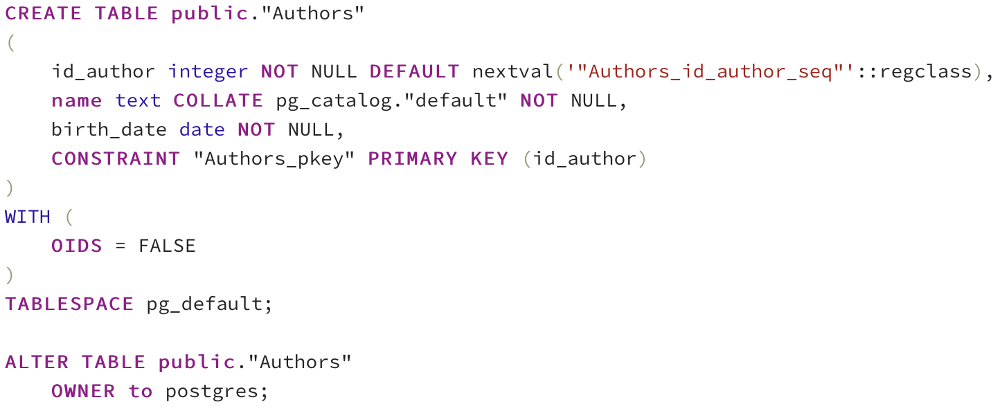 CREATE TABLE public."Authors"
(
    id_author integer NOT NULL DEFAULT nextval('"Authors_id_author_seq"'::regclass),
    name text COLLATE pg_catalog."default" NOT NULL,
    birth_date date NOT NULL,
    CONSTRAINT "Authors_pkey" PRIMARY KEY (id_author)
)
WITH (
    OIDS = FALSE
)
TABLESPACE pg_default;

ALTER TABLE public."Authors"
    OWNER to postgres;